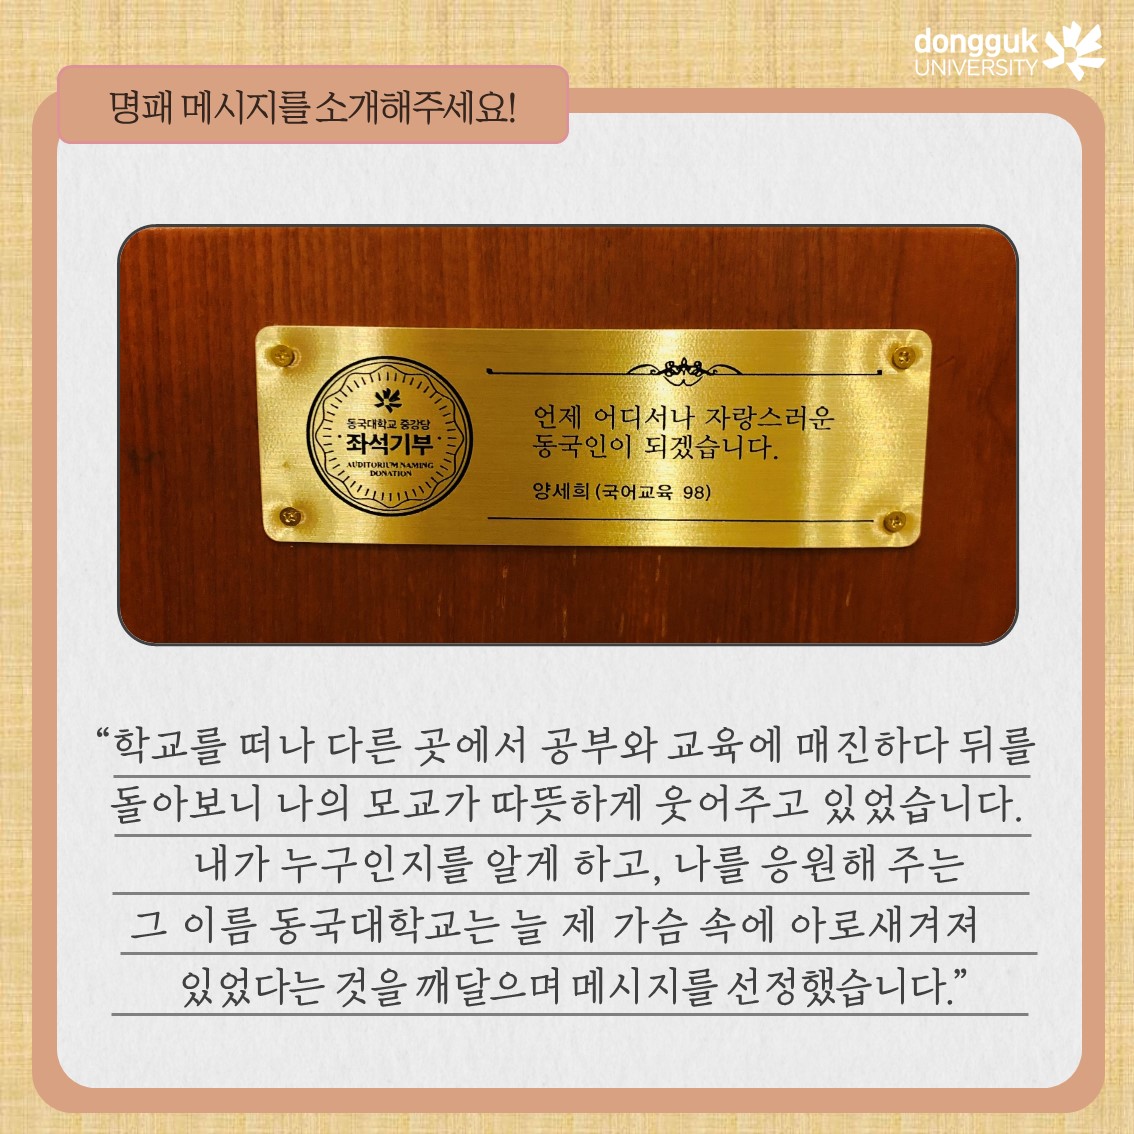 dongguk
UNIVERSITY
명패 메시지를 소개해주세요!
동국대학교 중강당
좌석기부
AUDITORIUM NAMING
DONATION
언제 어디서나 자랑스러운
동국인이 되겠습니다.
양세희 (국어교육 98)
“학교를 떠나 다른 곳에서 공부와 교육에 매진하다 뒤를
돌아보니 나의 모교가 따뜻하게 웃어주고 있었습니다.
내가 누구인지를 알게 하고, 나를 응원해 주는
그 이름 동국대학교는 늘 제 가슴 속에 아로새겨져
있었다는 것을 깨달으며 메시지를 선정했습니다.”